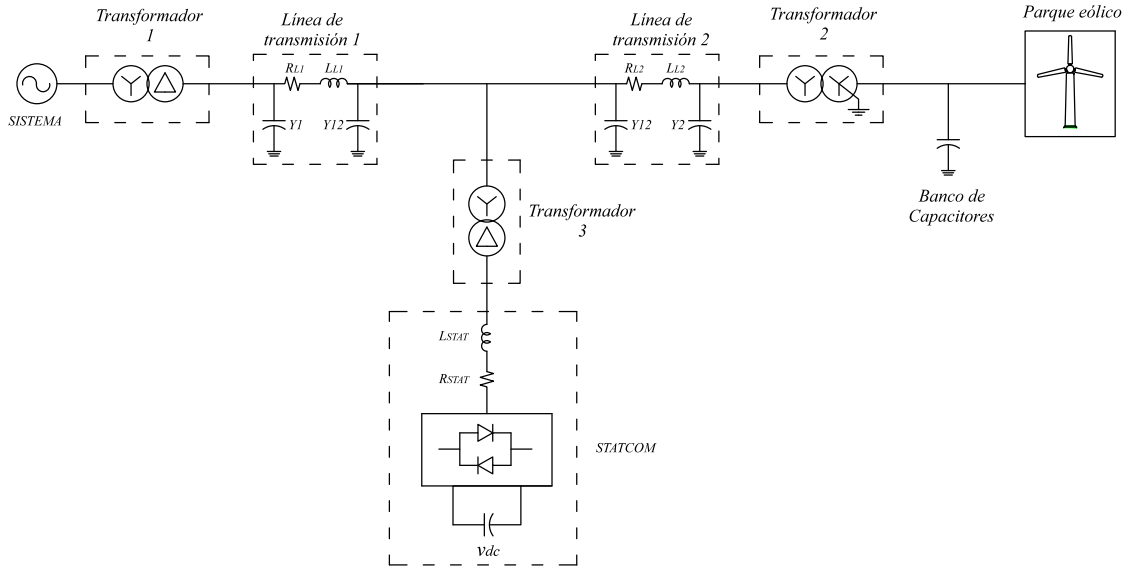 Transformador
1
Línea de
transmisión 1
Línea de
transmisión 2
Transformador
2
Parque eólico
SISTEMA
RL1
LL1
Y1
Y12
RL2
LL2
Y12
Y2
Banco de
Capacitores
Transformador
3
LSTAT
RSTAT
STATCOM
vdc